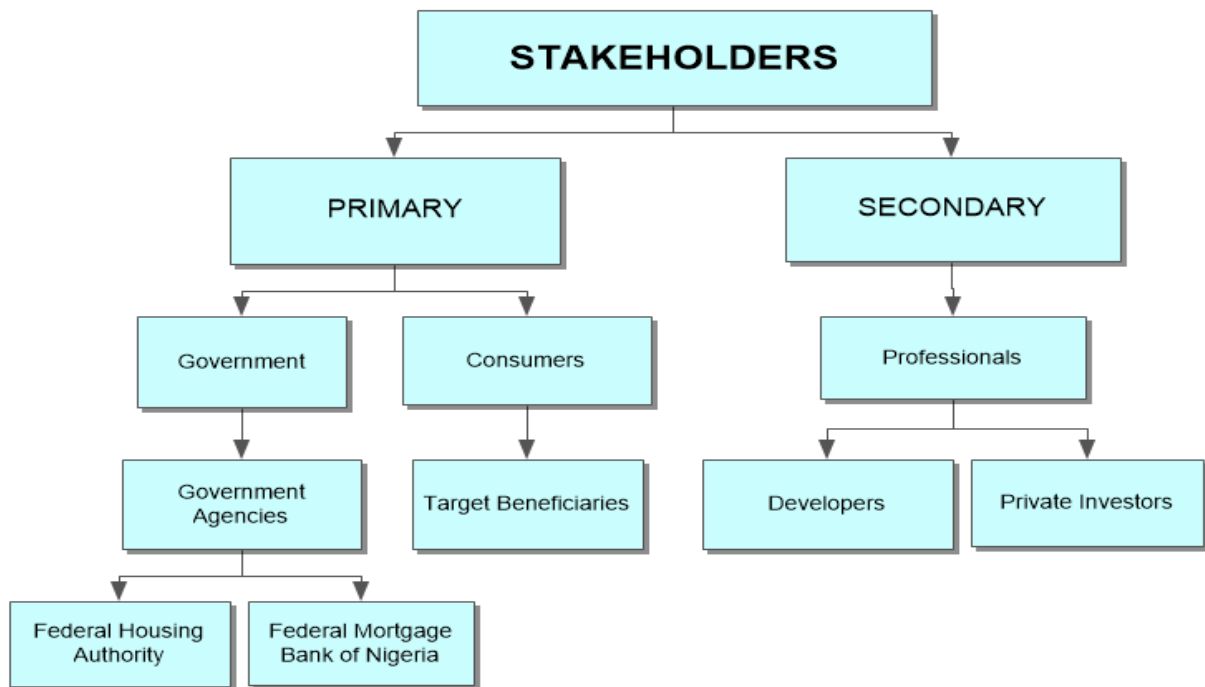 STAKEHOLDERS
PRIMARY
SECONDARY
Government
Consumers
Professionals
Government
Agencies
Target Beneficiaries
Developers
Private Investors
Federal Housing
Authority
Federal Mortgage
Bank of Nigeria